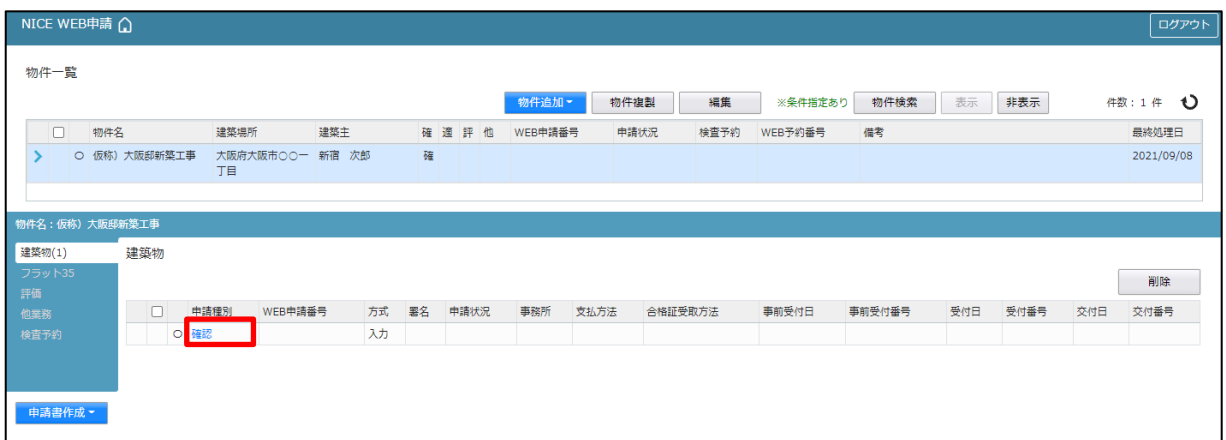 NICE WEB申請
ログアウト
物件一覧
物件追加 物件複製 編集 ※条件指定あり 物件検索 表示 非表示 件数: 1 件
物件名 建築場所 建築主 確 適 評 他 WEB申請番号 申請状況 検査予約 WEB予約番号 備考 最終処理日
○ 仮称）大阪邸新築工事 大阪府大阪市○○一 新宿 次郎 確 2021/09/08
丁目
物件名：仮称）大阪邸新築工事
建築物(1)
フラット35
評価
他業務
検査予約
建築物
削除
申請種別 WEB申請番号 方式 署名 申請状況 事務所 支払方法 合格証受取方法 事前受付日 事前受付番号 受付日 受付番号 交付日 交付番号
○ 確認 入力
申請書作成